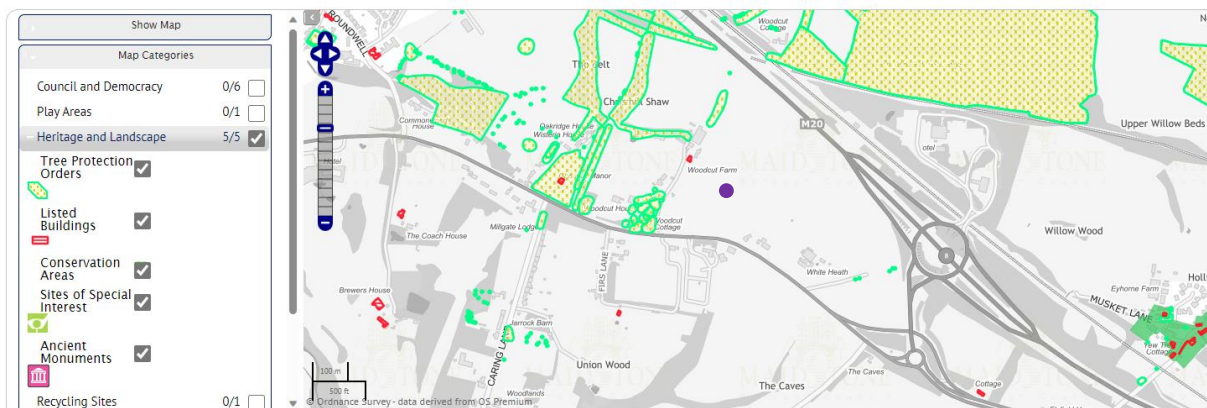 Show Map
Map Categories
Council and Democracy 0/6
Play Areas 0/1
Heritage and Landscape 5/5
Tree Protection
Orders
Listed
Buildings
Conservation
Areas
Sites of Special
Interest
Ancient
Monuments
Recycling Sites 0/1
ROUNDWELL
Woodcut
Cottage
Chrismill Shaw
Common
House
Oakridge House
M20
Upper Willow Beds
Hotel
otel
Manor
Woodcut Farm
Woodcut House
Woodcut
Cottage
Millgate Lodge
The Coach House
Willow Wood
FIRS LANE
White Heath
Brewers House
Eyhorne Farm
MUSKET LANE
Jarrock Barn
CARING LANE
Union Wood
Woodlands
The Caves
The Caves
Cottage
Cottage
100 m
500 ft
© Ordnance Survey - data derived from OS Premium